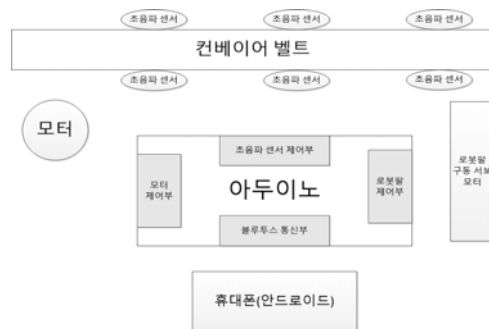 초음파 센서 초음파 센서 초음파 센서
컨베이어 벨트
초음파 센서 초음파 센서 초음파 센서
모터
초음파 센서 제어부
모터
제어부
아두이노
로봇팔
제어부
로봇팔
구동 서보
모터
블루투스 통신부
휴대폰(안드로이드)